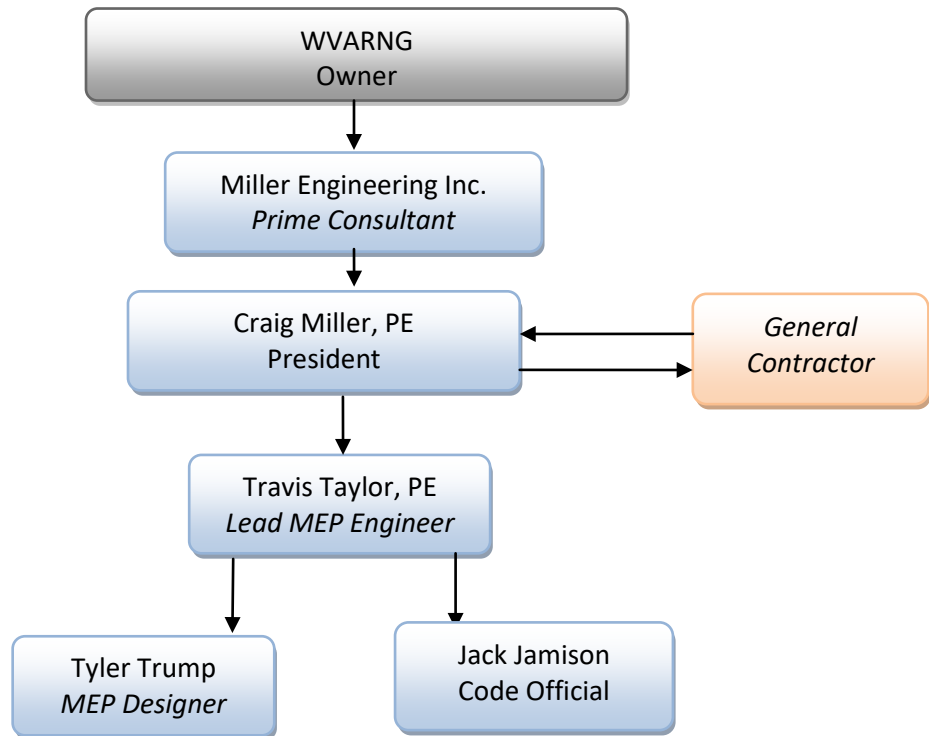 WVARNG
Owner
Miller Engineering Inc.
Prime Consultant
Craig Miller, PE
President
General
Contractor
Travis Taylor, PE
Lead MEP Engineer
Tyler Trump
MEP Designer
Jack Jamison
Code Official